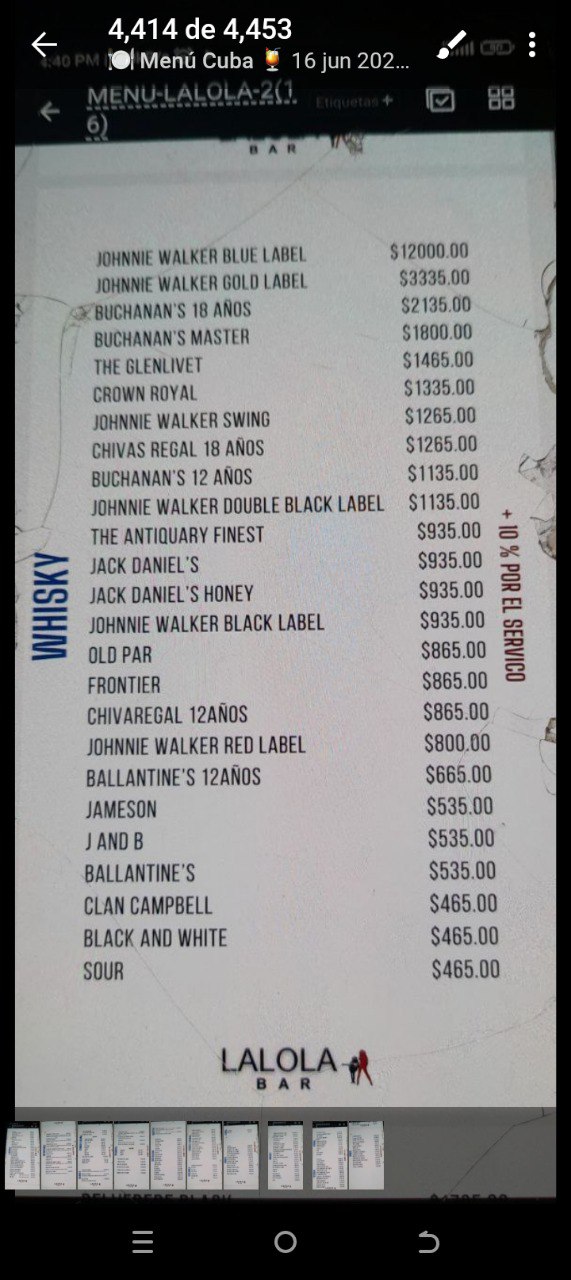 4,414 de 4,453
🍽 Menú Cuba 🍹 16 jun 202...
4:40 PM
MENU-LALOLA-2(1
6)
Etiquetas +
BAR
WHISKY
JOHNNIE WALKER BLUE LABEL $12000.00
JOHNNIE WALKER GOLD LABEL $3335.00
BUCHANAN'S 18 AÑOS $2135.00
BUCHANAN'S MASTER $1800.00
THE GLENLIVET $1465.00
CROWN ROYAL $1335.00
JOHNNIE WALKER SWING $1265.00
CHIVAS REGAL 18 AÑOS $1265.00
BUCHANAN'S 12 AÑOS $1135.00
JOHNNIE WALKER DOUBLE BLACK LABEL $1135.00
THE ANTIQUARY FINEST $935.00
JACK DANIEL'S $935.00
JACK DANIEL'S HONEY $935.00
JOHNNIE WALKER BLACK LABEL $935.00
OLD PAR $865.00
FRONTIER $865.00
CHIVAREGAL 12AÑOS $865.00
JOHNNIE WALKER RED LABEL $800.00
BALLANTINE'S 12AÑOS $665.00
JAMESON $535.00
J AND B $535.00
BALLANTINE'S $535.00
CLAN CAMPBELL $465.00
BLACK AND WHITE $465.00
SOUR $465.00
+ 10 % POR EL SERVICO
LALOLA
BAR